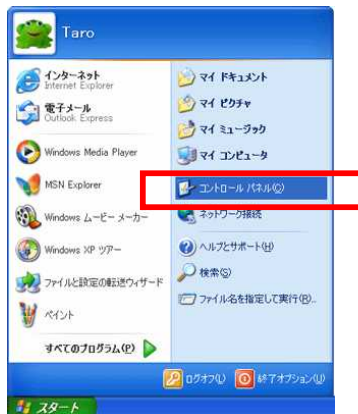 Taro
インターネット
Internet Explorer
電子メール
Outlook Express
Windows Media Player
MSN Explorer
Windows ムービー メーカー
Windows XP ツアー
ファイルと設定の転送ウィザード
ペイント
すべてのプログラム(P)
マイ ドキュメント
マイ ピクチャ
マイ ミュージック
マイ コンピュータ
コントロール パネル(C)
ネットワーク接続
ヘルプとサポート(H)
検索(S)
ファイル名を指定して実行(R)...
ログオフ(L)
終了オプション(U)
スタート